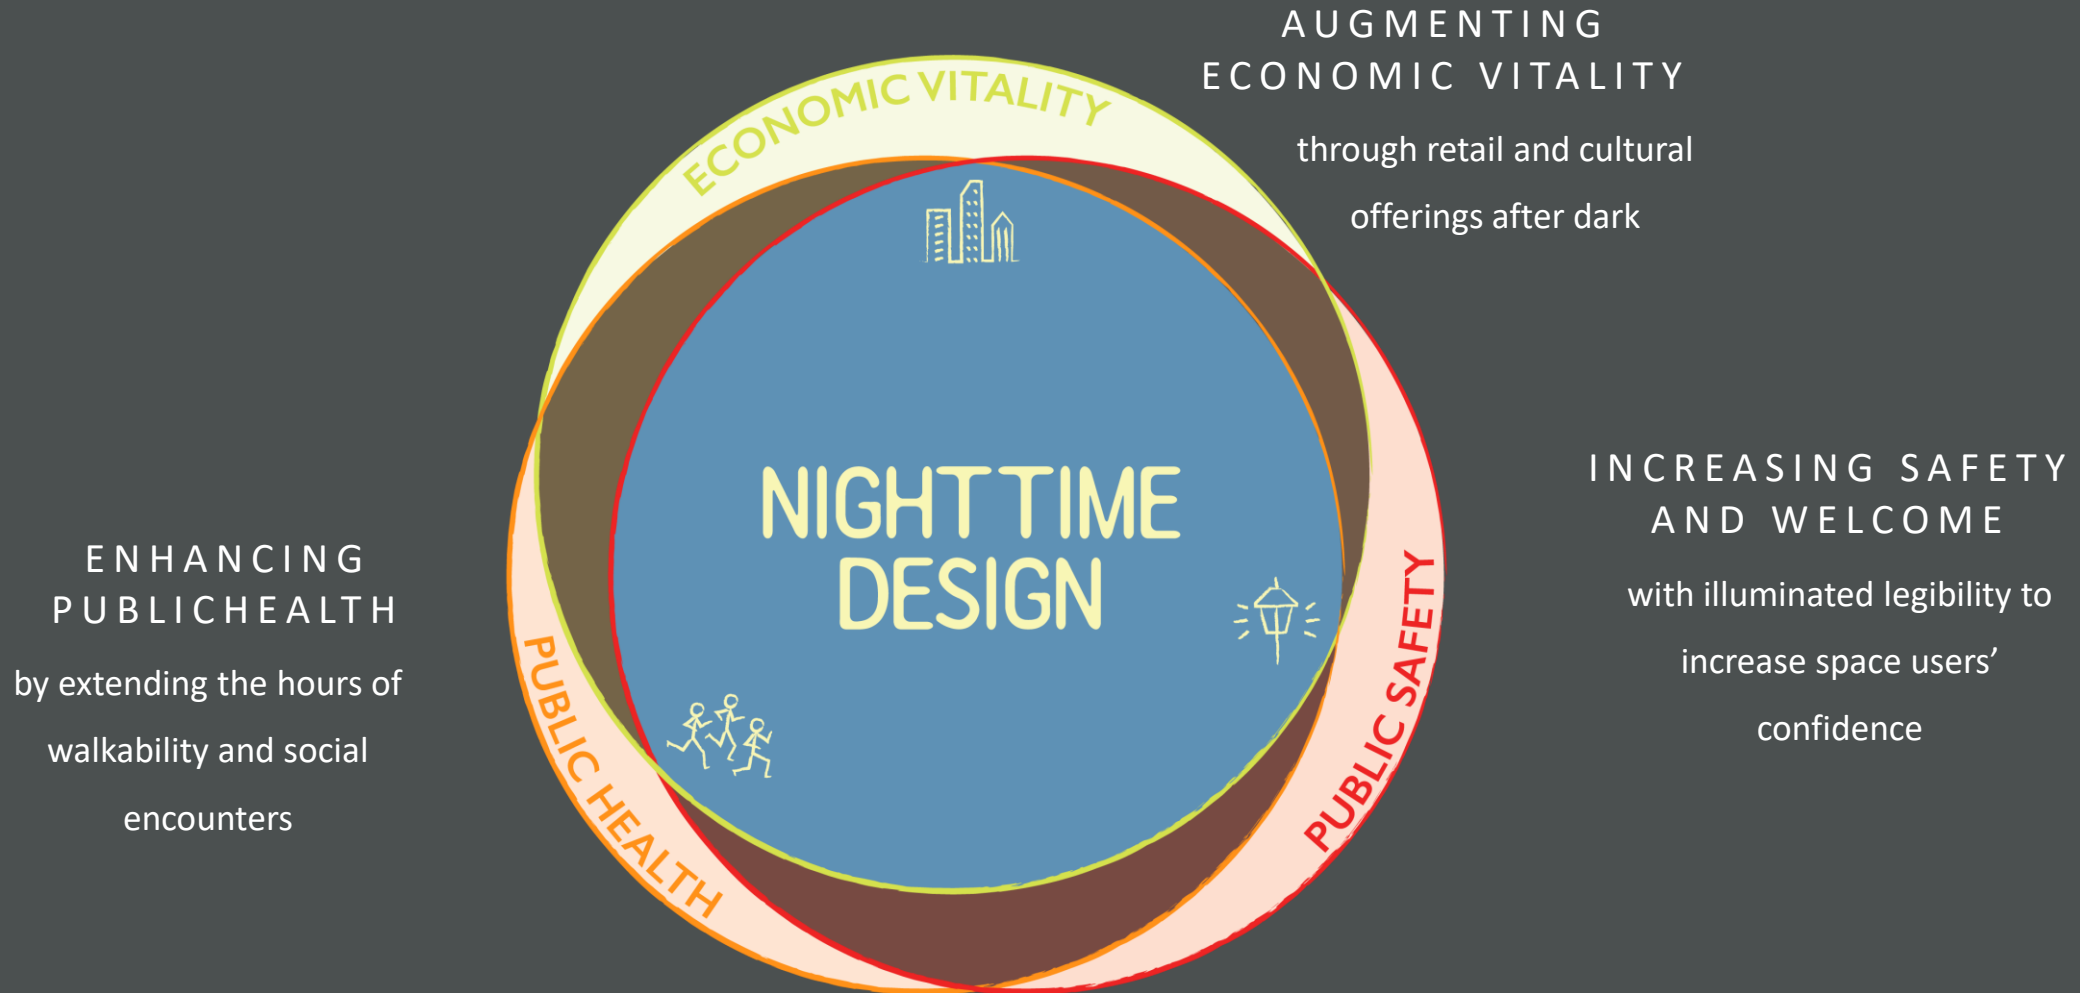 AUGMENTING
ECONOMIC VITALITY
through retail and cultural
offerings after dark
ECONOMIC VITALITY
NIGHTTIME
DESIGN
INCREASING SAFETY
AND WELCOME
with illuminated legibility to
increase space users’
confidence
PUBLIC SAFETY
ENHANCING
PUBLICHEALTH
by extending the hours of
walkability and social
encounters
PUBLIC HEALTH